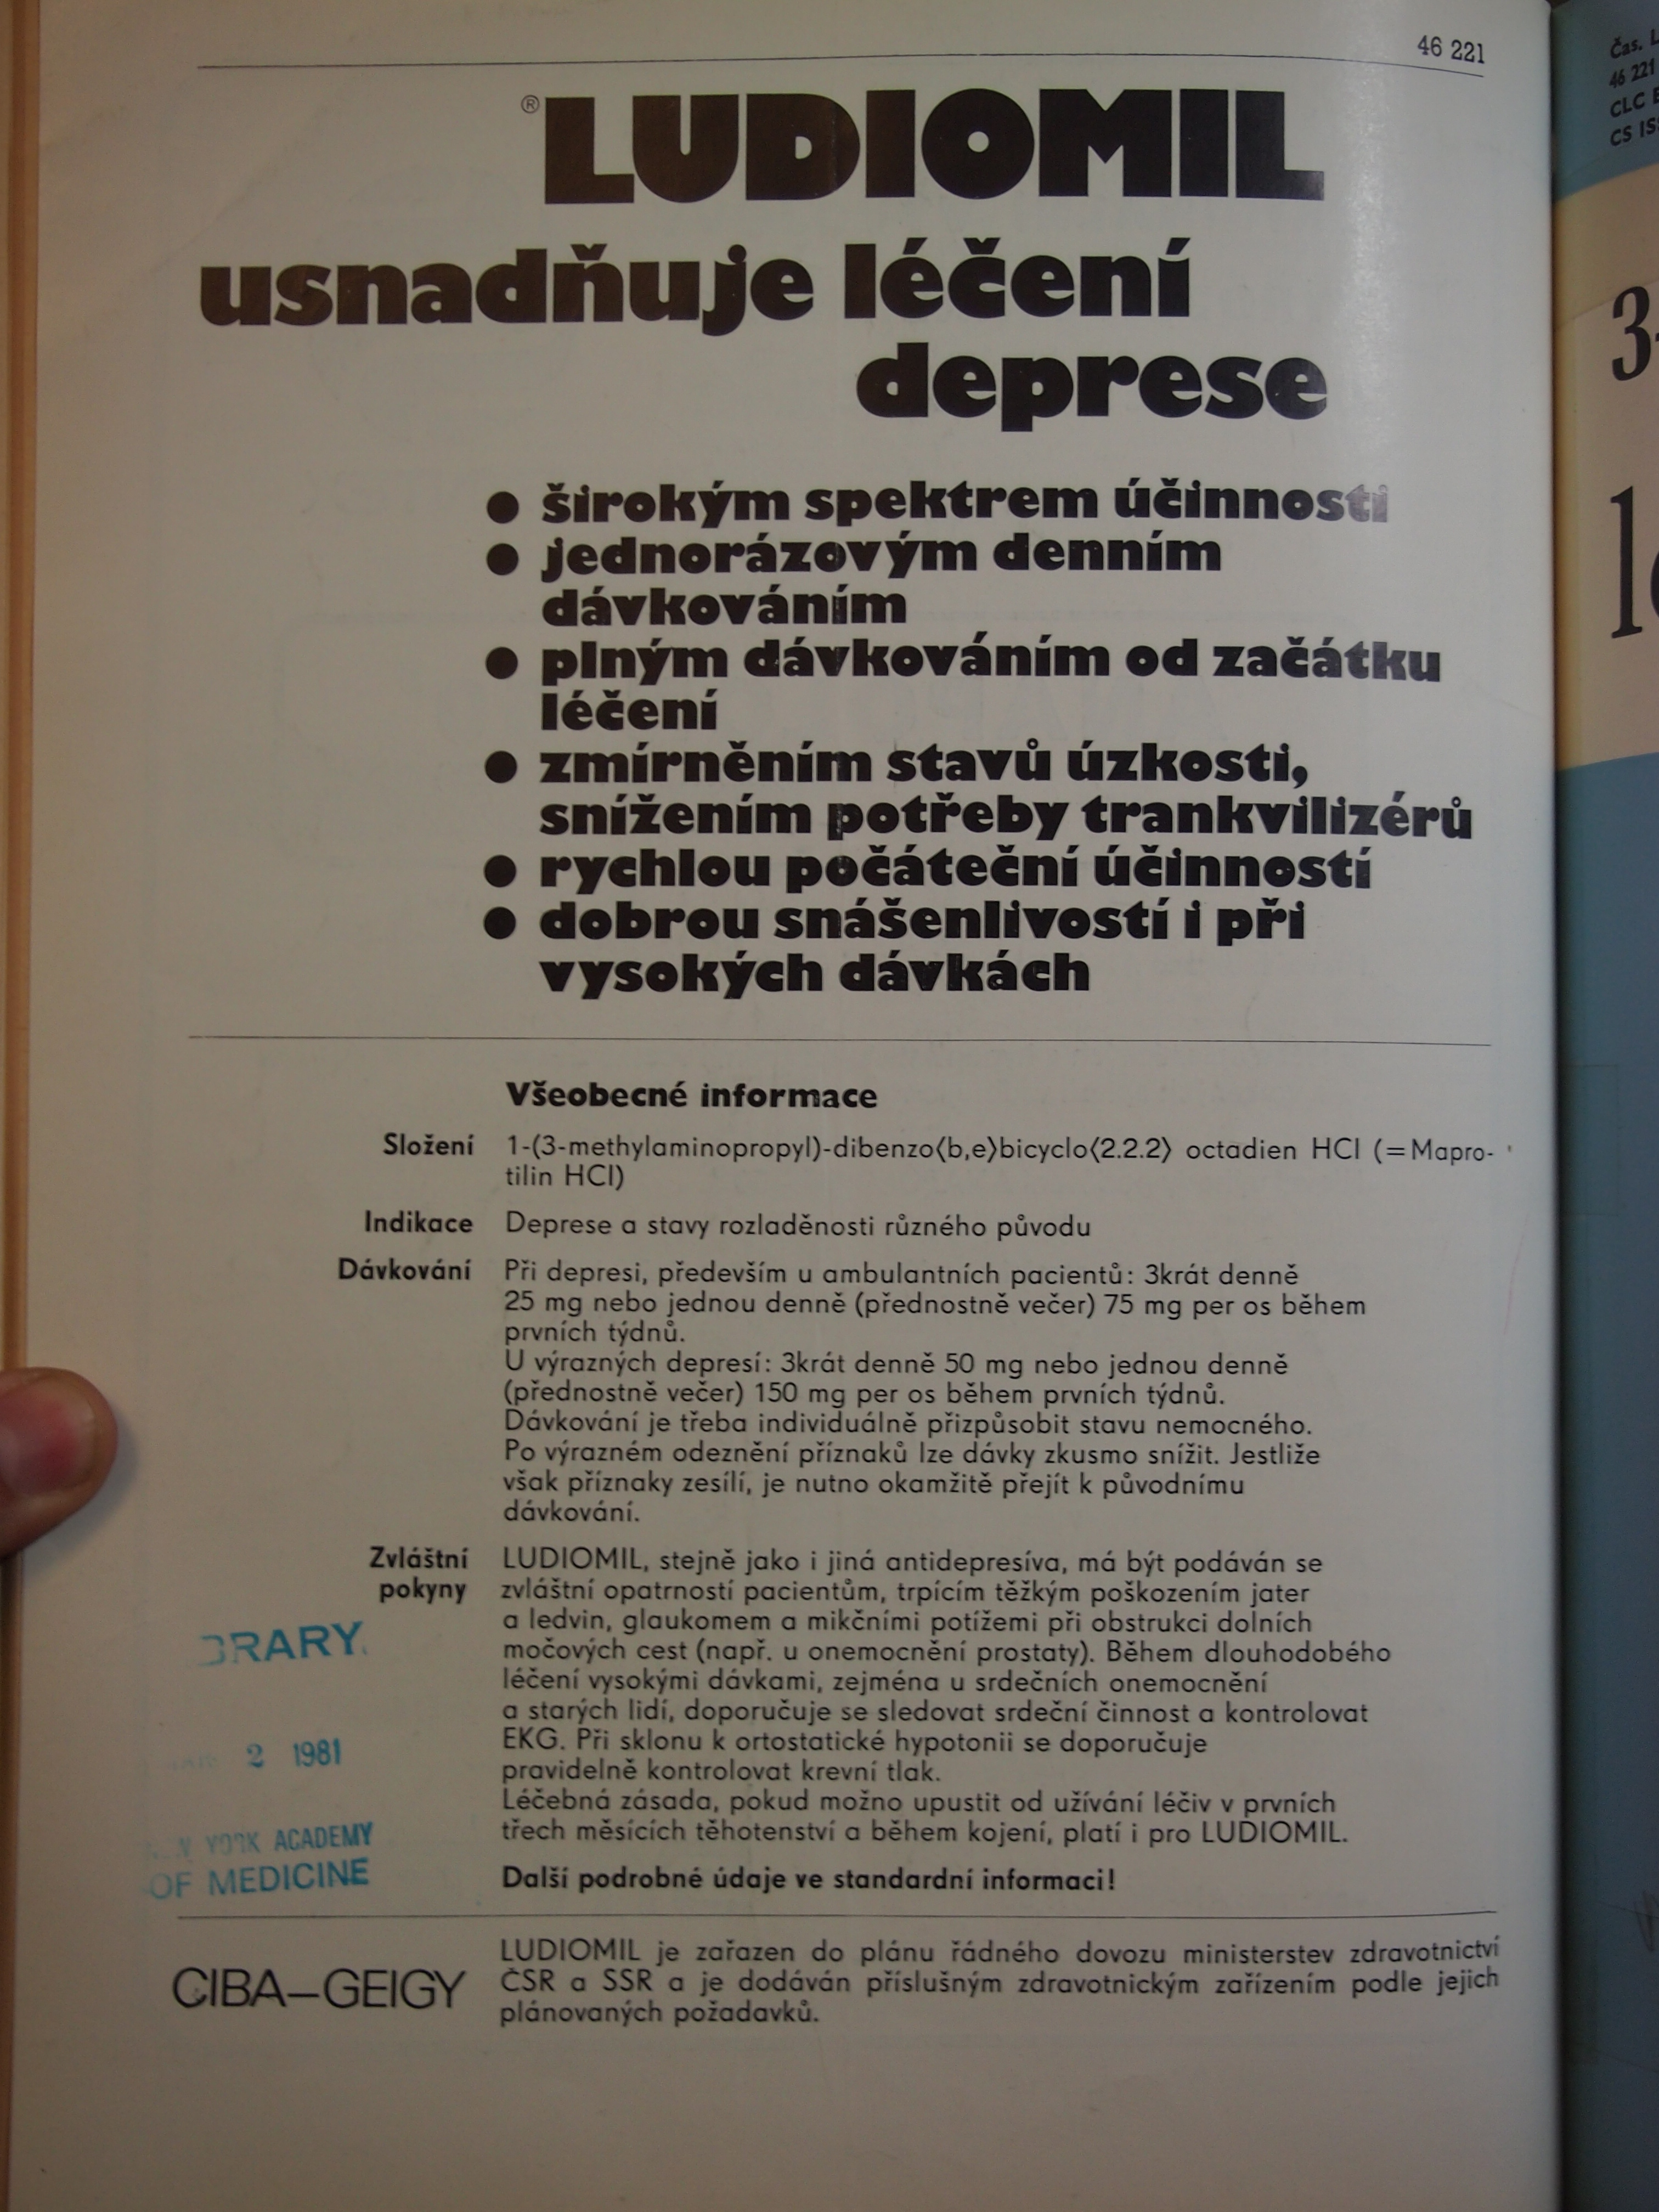 46 221
®LUDIOMIL
usnadňuje léčení
deprese
● širokým spektrem účinnosti
● jednorázovým denním
dávkováním
● plným dávkováním od začátku
léčení
● zmírněním stavů úzkosti,
snížením potřeby trankvilizérů
● rychlou počáteční účinností
● dobrou snášenlivostí i při
vysokých dávkách
Všeobecné informace
Složení 1-(3-methylaminopropyl)-dibenzo⟨b,e⟩bicyclo⟨2.2.2⟩ octadien HCl (=Mapro-
tilin HCl)
Indikace Deprese a stavy rozladěnosti různého původu
Dávkování Při depresi, především u ambulantních pacientů: 3krát denně
25 mg nebo jednou denně (přednostně večer) 75 mg per os během
prvních týdnů.
U výrazných depresí: 3krát denně 50 mg nebo jednou denně
(přednostně večer) 150 mg per os během prvních týdnů.
Dávkování je třeba individuálně přizpůsobit stavu nemocného.
Po výrazném odeznění příznaků lze dávky zkusmo snížit. Jestliže
však příznaky zesílí, je nutno okamžitě přejít k původnímu
dávkování.
Zvláštní LUDIOMIL, stejně jako i jiná antidepresíva, má být podáván se
pokyny zvláštní opatrností pacientům, trpícím těžkým poškozením jater
a ledvin, glaukomem a mikčními potížemi při obstrukci dolních
močových cest (např. u onemocnění prostaty). Během dlouhodobého
léčení vysokými dávkami, zejména u srdečních onemocnění
a starých lidí, doporučuje se sledovat srdeční činnost a kontrolovat
EKG. Při sklonu k ortostatické hypotonii se doporučuje
pravidelně kontrolovat krevní tlak.
Léčebná zásada, pokud možno upustit od užívání léčiv v prvních
třech měsících těhotenství a během kojení, platí i pro LUDIOMIL.
Další podrobné údaje ve standardní informaci!
BRARY
2 1981
YORK ACADEMY
OF MEDICINE
CIBA–GEIGY
LUDIOMIL je zařazen do plánu řádného dovozu ministerstev zdravotnictví
ČSR a SSR a je dodáván příslušným zdravotnickým zařízením podle jejich
plánovaných požadavků.
Čas. L
46 221
CLC
CS IS
3-